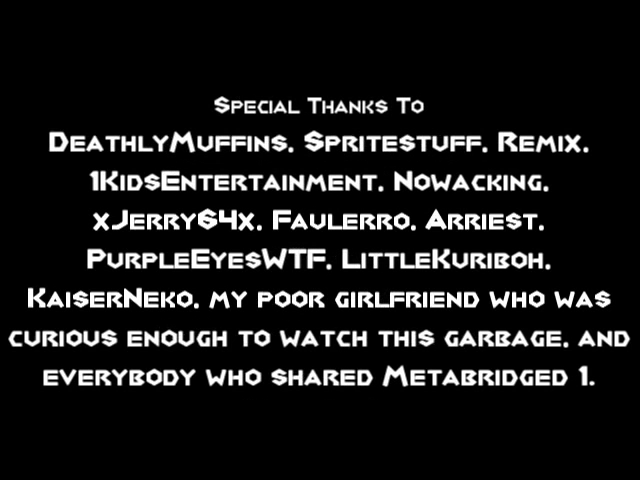 Special Thanks To
DeathlyMuffins, Spritestuff, Remix,
1KidsEntertainment, Nowacking,
xJerry64x, Faulerro, Arriest,
PurpleEyesWTF, LittleKuriboh,
KaiserNeko, my poor girlfriend who was
curious enough to watch this garbage, and
everybody who shared Metabridged 1.